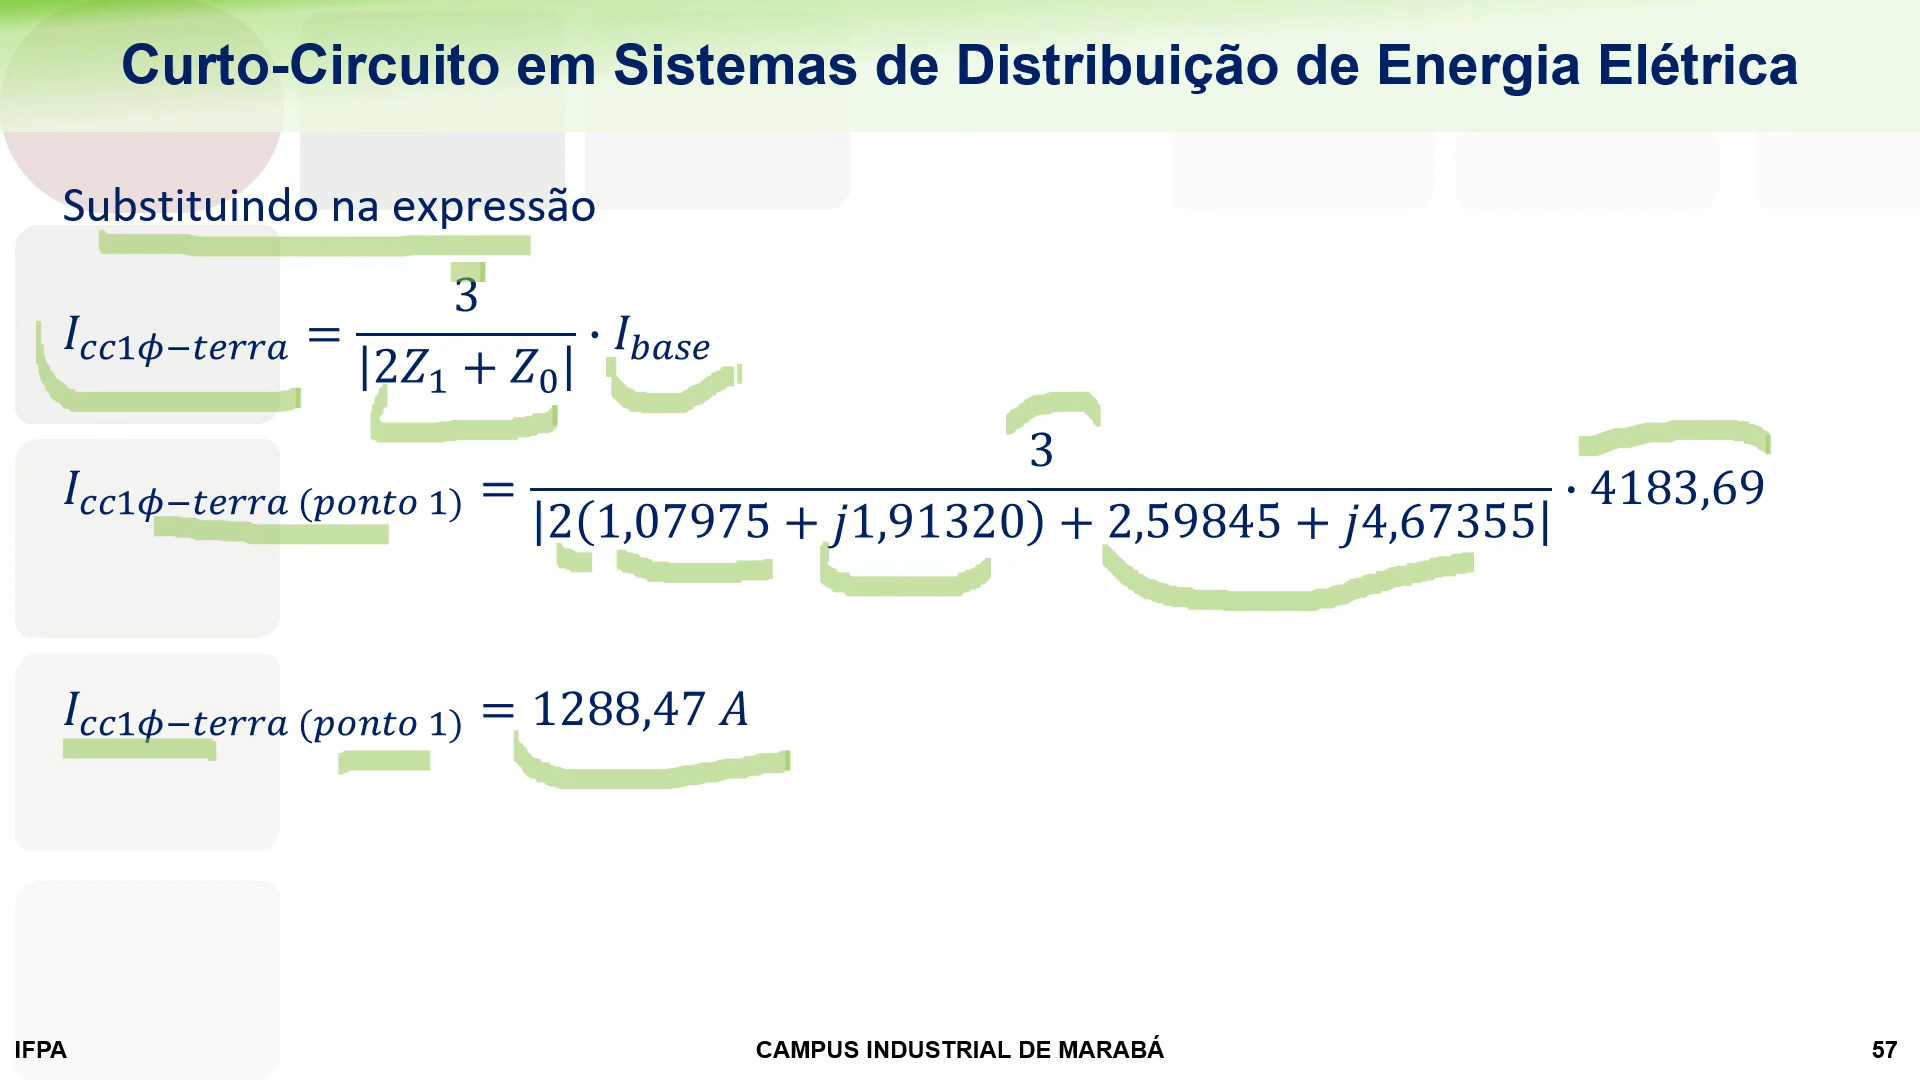 Curto-Circuito em Sistemas de Distribuição de Energia Elétrica
Substituindo na expressão
I_{cc1ϕ−terra} = \frac{3}{|2Z_1 + Z_0|} · I_{base}
I_{cc1ϕ−terra (ponto 1)} = \frac{3}{|2(1,07975 + j1,91320) + 2,59845 + j4,67355|} · 4183,69
I_{cc1ϕ−terra (ponto 1)} = 1288,47 A
IFPA CAMPUS INDUSTRIAL DE MARABÁ 57